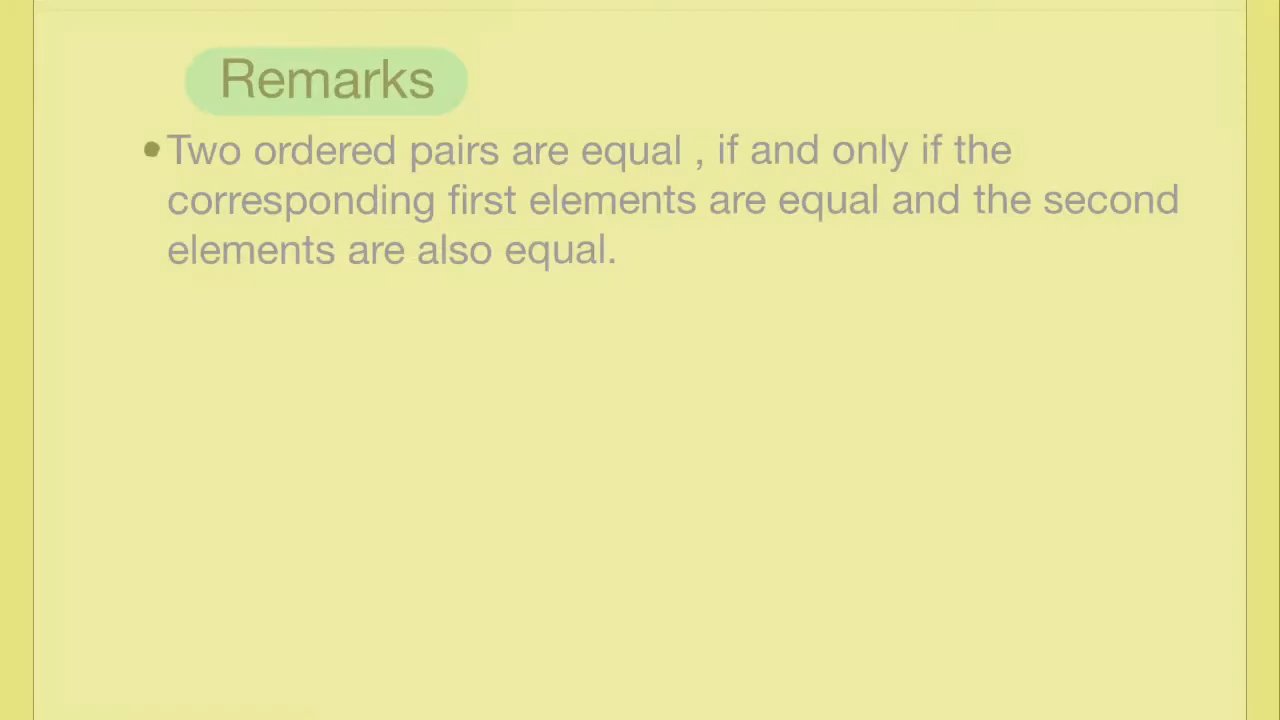 Remarks
• Two ordered pairs are equal , if and only if the
corresponding first elements are equal and the second
elements are also equal.